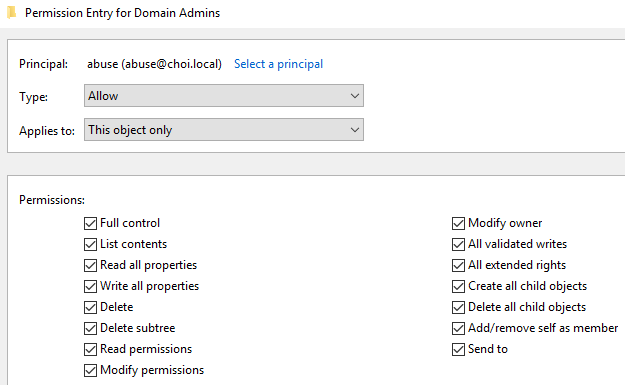 Permission Entry for Domain Admins
Principal: abuse (abuse@choi.local) Select a principal
Type: Allow
Applies to: This object only
Permissions:
Full control
List contents
Read all properties
Write all properties
Delete
Delete subtree
Read permissions
Modify permissions
Modify owner
All validated writes
All extended rights
Create all child objects
Delete all child objects
Add/remove self as member
Send to